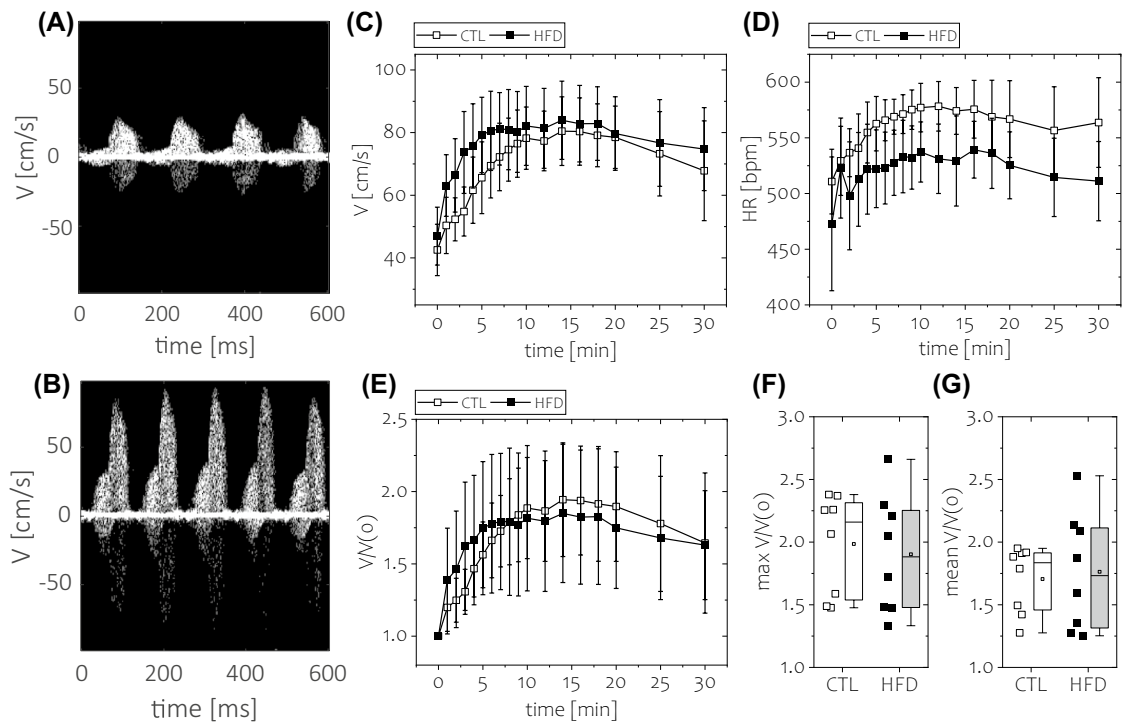 (A)
V [cm/s]
50
0
-50
0 200 400 600
time [ms]
(B)
V [cm/s]
50
0
-50
0 200 400 600
time [ms]
(C)
CTL HFD
V [cm/s]
100
80
60
40
0 5 10 15 20 25 30
time [min]
(D)
CTL HFD
HR [bpm]
600
550
500
450
400
0 5 10 15 20 25 30
time [min]
(E)
CTL HFD
V/V(0)
2.5
2.0
1.5
1.0
0 5 10 15 20 25 30
time [min]
(F)
max V/V(0)
3.0
2.5
2.0
1.5
1.0
CTL HFD
(G)
mean V/V(0)
3.0
2.5
2.0
1.5
1.0
CTL HFD